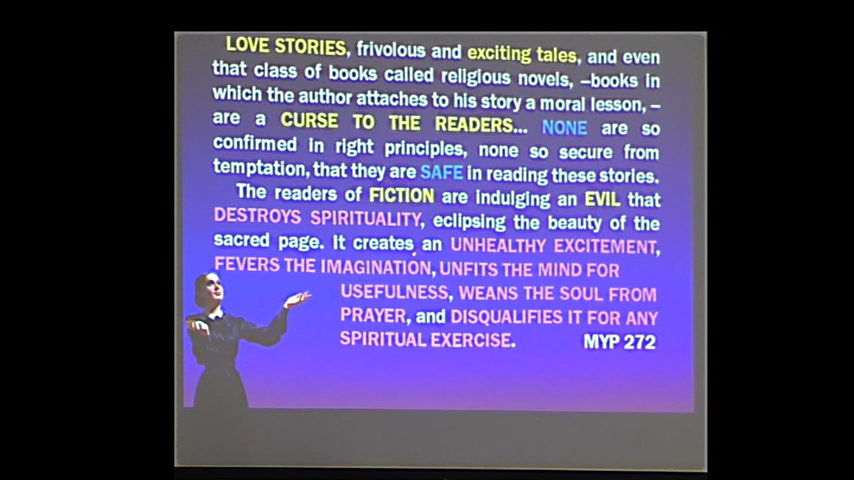 LOVE STORIES, frivolous and exciting tales, and even
that class of books called religious novels, –books in
which the author attaches to his story a moral lesson, –
are a CURSE TO THE READERS... NONE are so
confirmed in right principles, none so secure from
temptation, that they are SAFE in reading these stories.
The readers of FICTION are indulging an EVIL that
DESTROYS SPIRITUALITY, eclipsing the beauty of the
sacred page. It creates an UNHEALTHY EXCITEMENT,
FEVERS THE IMAGINATION, UNFITS THE MIND FOR
USEFULNESS, WEANS THE SOUL FROM
PRAYER, and DISQUALIFIES IT FOR ANY
SPIRITUAL EXERCISE. MYP 272